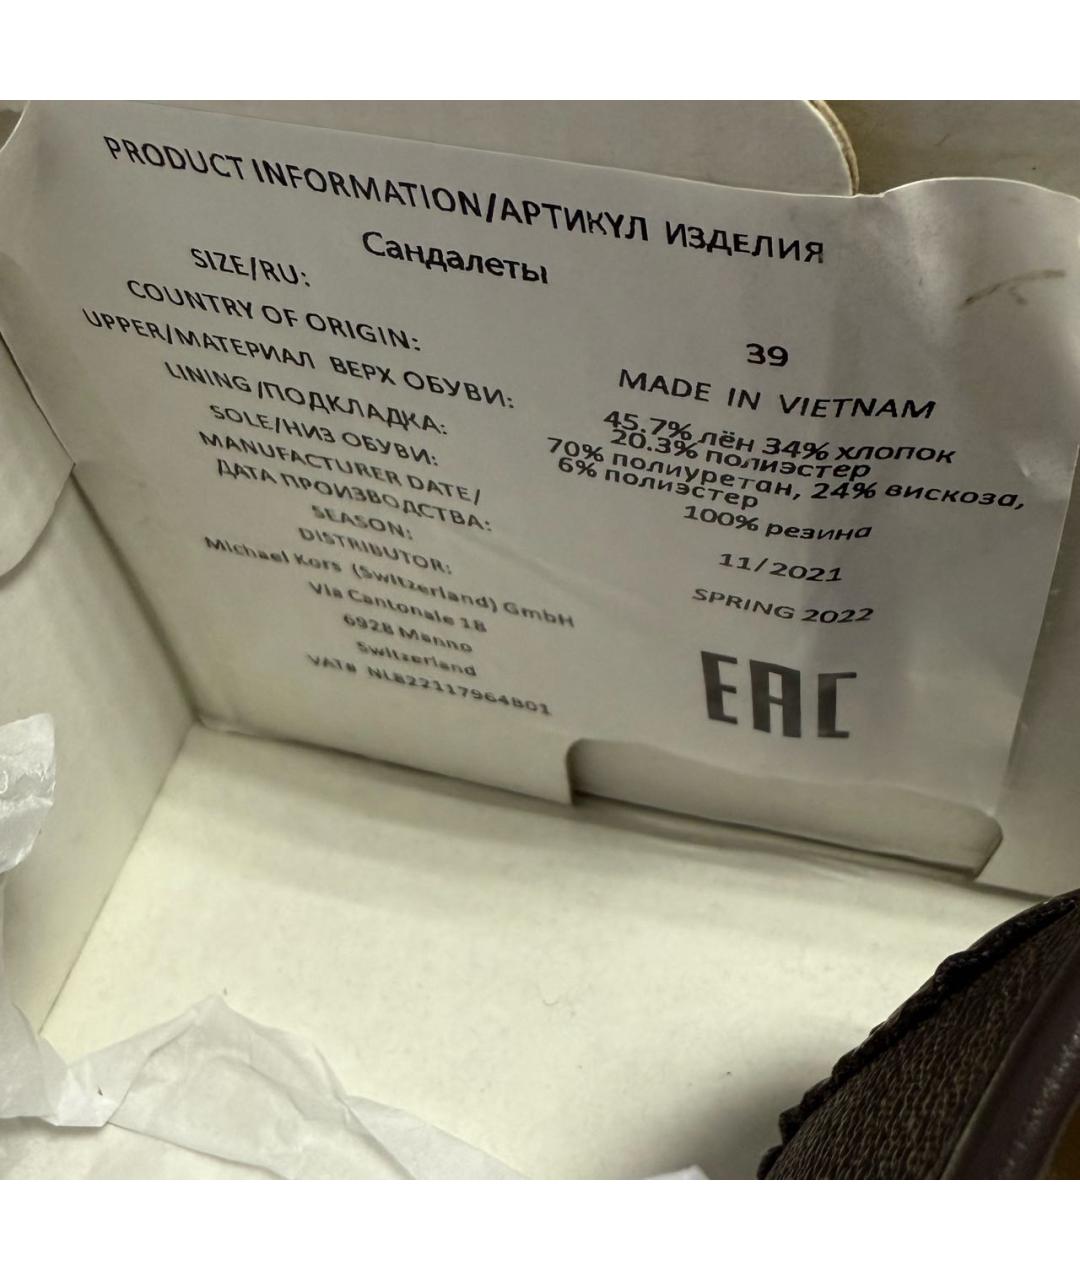 PRODUCT INFORMATION/АРТИКУЛ ИЗДЕЛИЯ
Сандалеты
SIZE/RU: 39
COUNTRY OF ORIGIN: MADE IN VIETNAM
UPPER/МАТЕРИАЛ ВЕРХ ОБУВИ: 45.7% лён 34% хлопок
20.3% полиэстер
LINING /ПОДКЛАДКА: 70% полиуретан, 24% вискоза,
6% полиэстер
SOLE/НИЗ ОБУВИ: 100% резина
MANUFACTURER DATE/
ДАТА ПРОИЗВОДСТВА: 11/2021
SEASON: SPRING 2022
DISTRIBUTOR:
Michael Kors (Switzerland) GmbH
Via Cantonale 18
6928 Manno
Switzerland
VAT# NL822117964B01
EAC